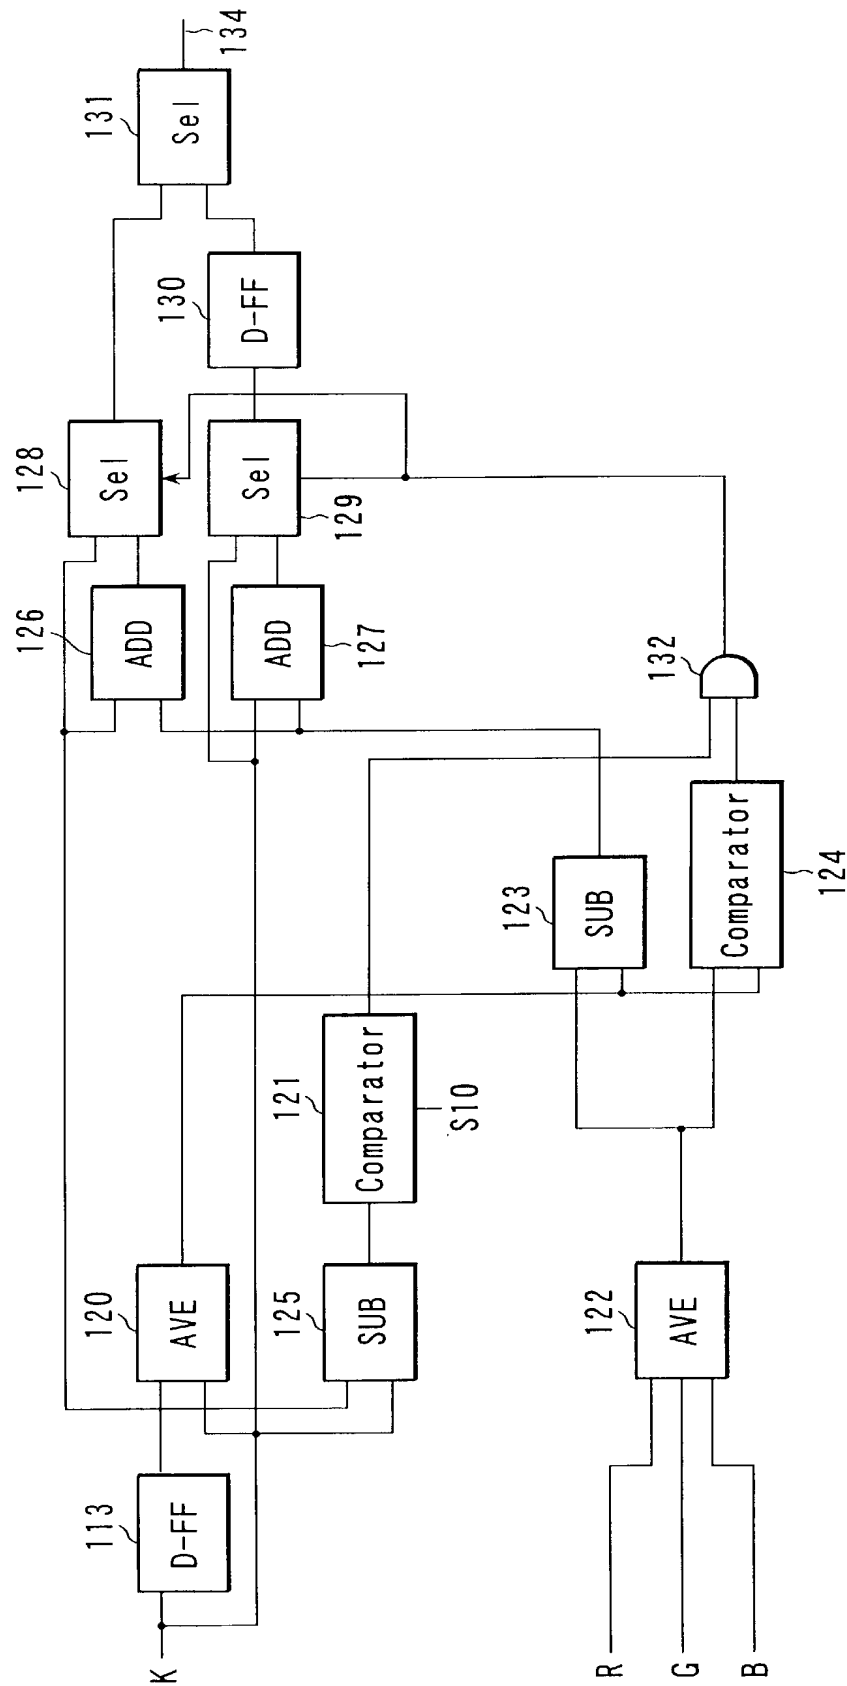 K
113
D-FF
120
AVE
125
SUB
121
Comparator
S10
R
G
B
122
AVE
123
SUB
124
Comparator
132
126
ADD
127
ADD
128
Sel
129
Sel
130
D-FF
131
Sel
134